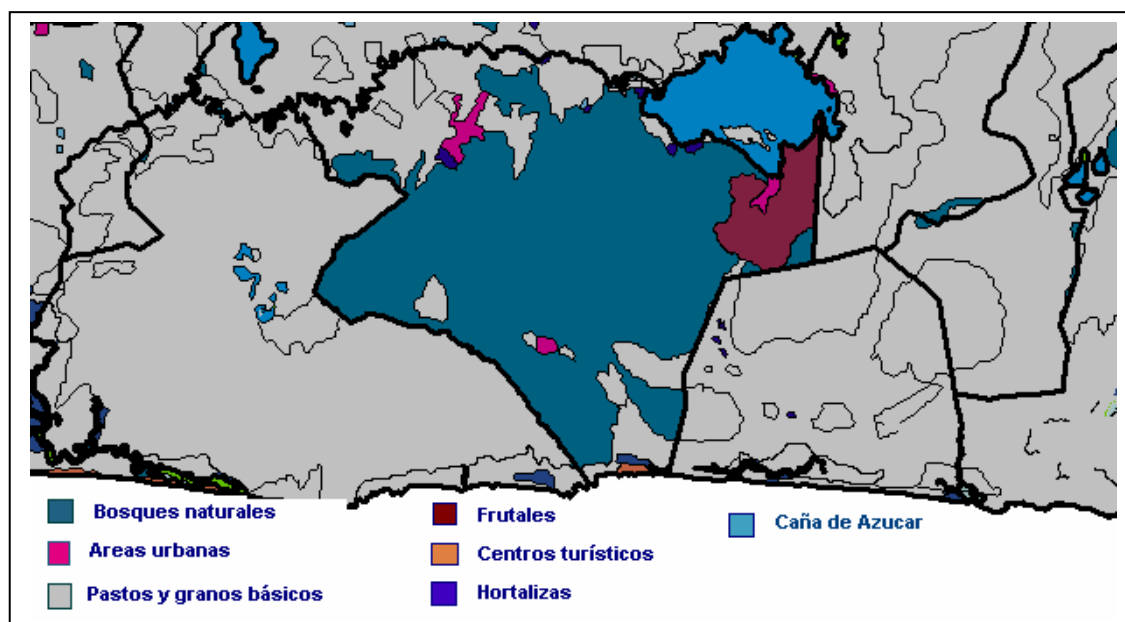 Bosques naturales
Areas urbanas
Pastos y granos básicos
Frutales
Centros turísticos
Hortalizas
Caña de Azucar